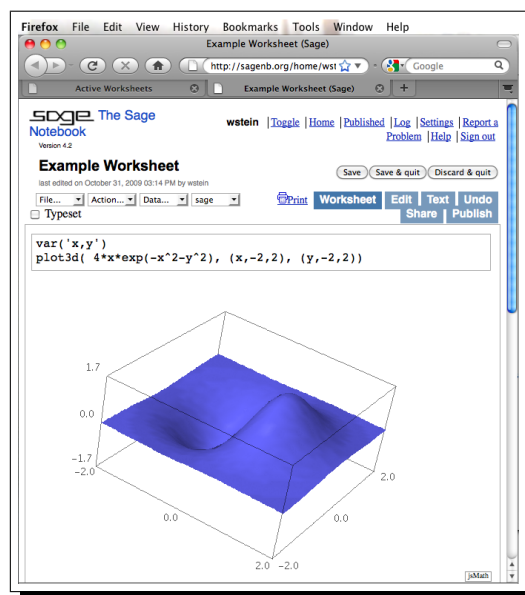 Firefox File Edit View History Bookmarks Tools Window Help
Example Worksheet (Sage)
http://sagenb.org/home/wst
Google
Active Worksheets
Example Worksheet (Sage)
sage The Sage Notebook
Version 4.2
wstein | Toggle | Home | Published | Log | Settings | Report a
Problem | Help | Sign out
Example Worksheet
last edited on October 31, 2009 03:14 PM by wstein
Save Save & quit Discard & quit
File... Action... Data... sage
Print Worksheet Edit Text Undo
Share Publish
Typeset
var('x,y')
plot3d( 4*x*exp(-x^2-y^2), (x,-2,2), (y,-2,2))
1.7
0.0
-1.7
-2.0
0.0
2.0
-2.0
0.0
2.0
jsMath